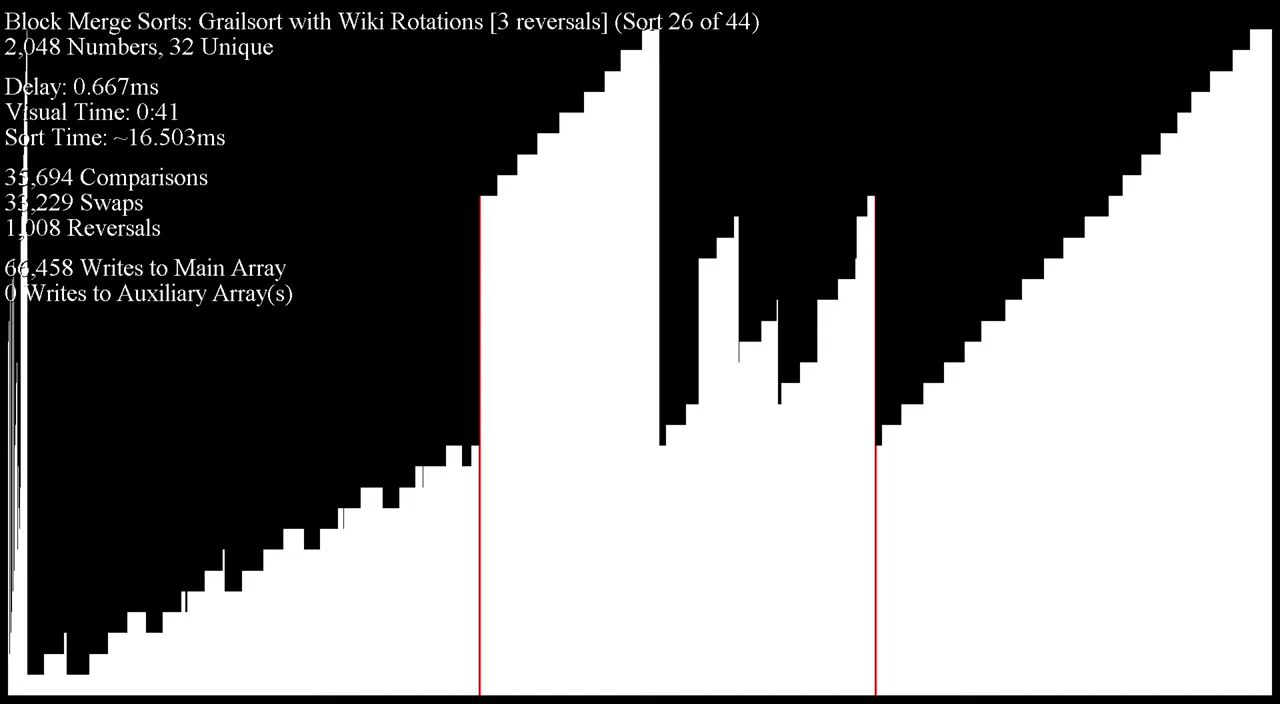 Block Merge Sorts: Grailsort with Wiki Rotations [3 reversals] (Sort 26 of 44)
2,048 Numbers, 32 Unique
Delay: 0.667ms
Visual Time: 0:41
Sort Time: ~16.503ms
35,694 Comparisons
33,229 Swaps
1,008 Reversals
66,458 Writes to Main Array
0 Writes to Auxiliary Array(s)